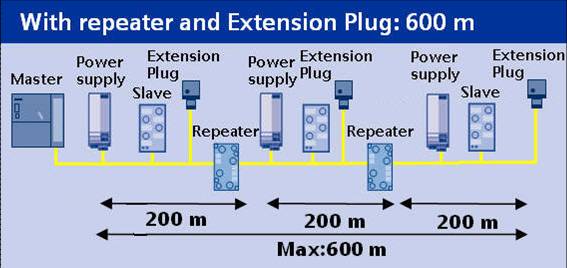 With repeater and Extension Plug: 600 m
Master
Power
supply
Slave
Extension
Plug
Repeater
Power
supply
Extension
Plug
Repeater
Power
supply
Slave
Extension
Plug
200 m
200 m
200 m
Max:600 m